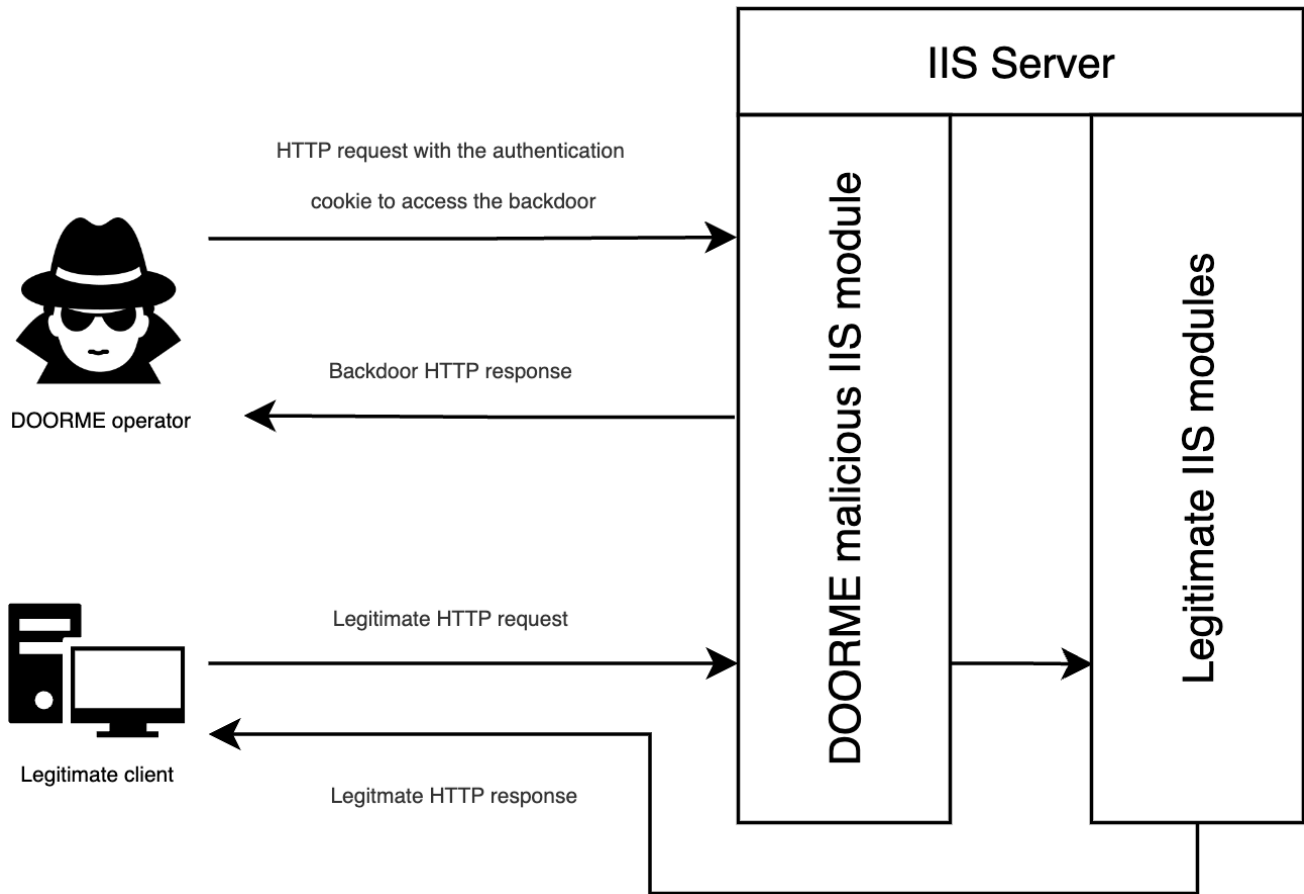 IIS Server
HTTP request with the authentication
cookie to access the backdoor
DOORME malicious IIS module
Legitimate IIS modules
Backdoor HTTP response
DOORME operator
Legitimate HTTP request
Legitimate client
Legitmate HTTP response